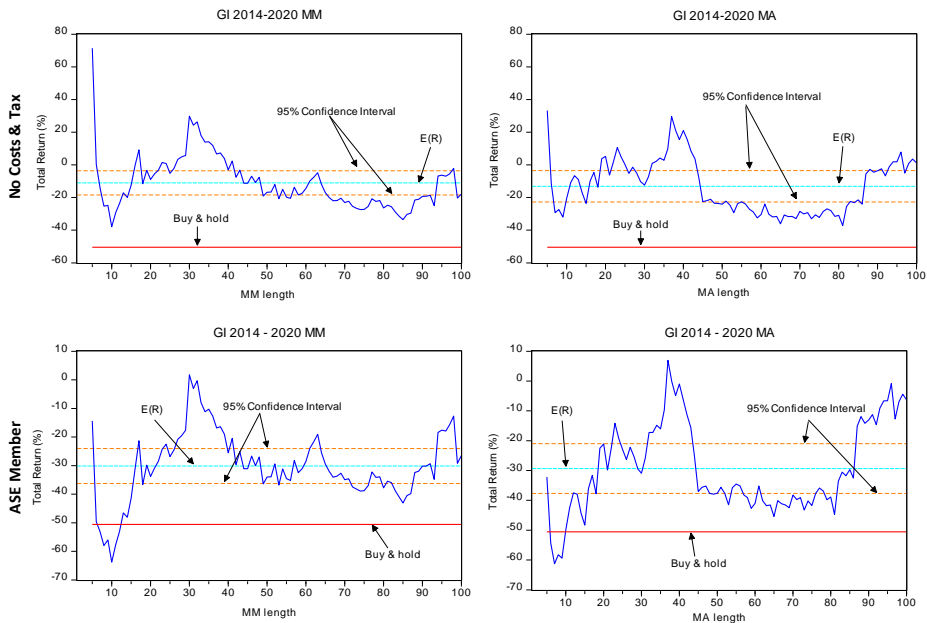 GI 2014-2020 MM
GI 2014-2020 MA
No Costs & Tax
Total Return (%)
80
60
40
20
0
-20
-40
-60
95% Confidence Interval
E(R)
Buy & hold
10 20 30 40 50 60 70 80 90 100
MM length
Total Return (%)
80
60
40
20
0
-20
-40
-60
95% Confidence Interval
E(R)
Buy & hold
10 20 30 40 50 60 70 80 90 100
MA length
GI 2014 - 2020 MM
GI 2014 - 2020 MA
ASE Member
Total Return (%)
10
0
-10
-20
-30
-40
-50
-60
-70
E(R)
95% Confidence Interval
Buy & hold
10 20 30 40 50 60 70 80 90 100
MM length
Total Return (%)
10
0
-10
-20
-30
-40
-50
-60
-70
E(R)
95% Confidence Interval
Buy & hold
10 20 30 40 50 60 70 80 90 100
MA length